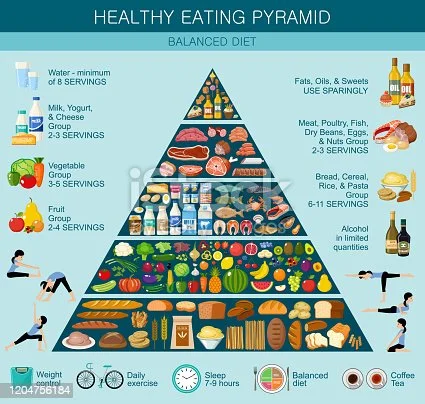 HEALTHY EATING PYRAMID
BALANCED DIET
Water - minimum
of 8 SERVINGS
Milk, Yogurt,
& Cheese
Group
2-3 SERVINGS
Vegetable
Group
3-5 SERVINGS
Fruit
Group
2-4 SERVINGS
Fats, Oils, & Sweets
USE SPARINGLY
Meat, Poultry, Fish,
Dry Beans, Eggs,
& Nuts Group
2-3 SERVINGS
Bread, Cereal,
Rice, & Pasta
Group
6-11 SERVINGS
Alcohol
in limited
quantities
OIL
OIL
MILK
iStock
Credit: 
Weight
control
Daily
exercise
Sleep
7-9 hours
Balanced
diet
Coffee
Tea
1204756184